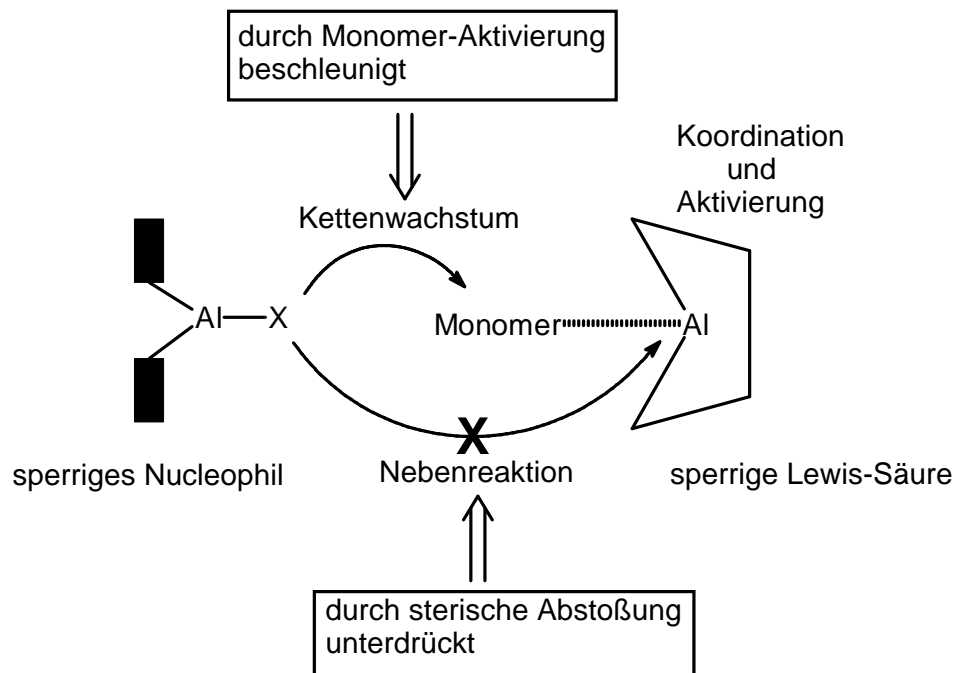 durch Monomer-Aktivierung
beschleunigt
Koordination
und
Aktivierung
Kettenwachstum
Al
X
Monomer
Al
X
sperriges Nucleophil
Nebenreaktion
sperrige Lewis-Säure
durch sterische Abstoßung
unterdrückt